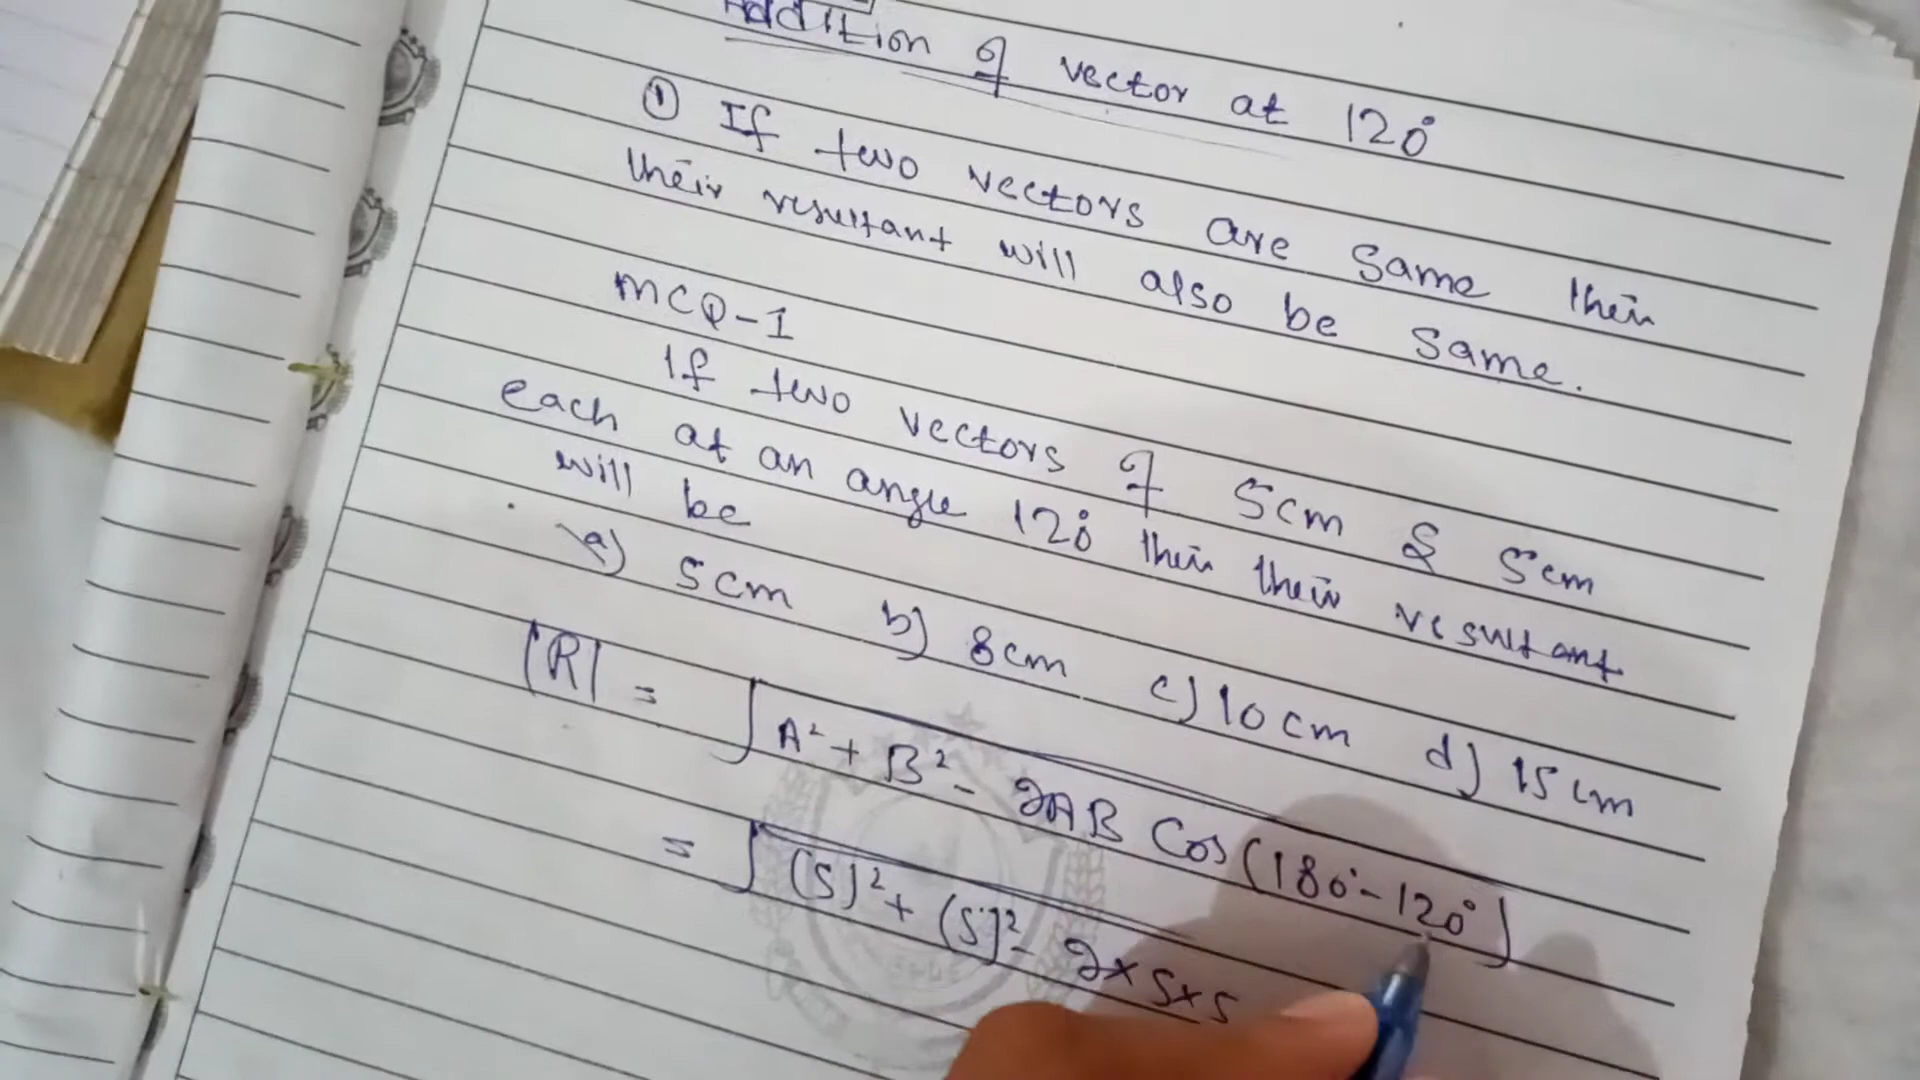 Addition of vector at 120°
① If two vectors are same then
their resultant will also be same.
MCQ-1
If two vectors of 5cm & 5cm
each at an angle 120° then their resultant
will be
a) 5cm b) 8cm c) 10cm d) 15cm
|R| = √A² + B² - 2AB Cos (180° - 120°)
= √(5)² + (5)² - 2×5×5